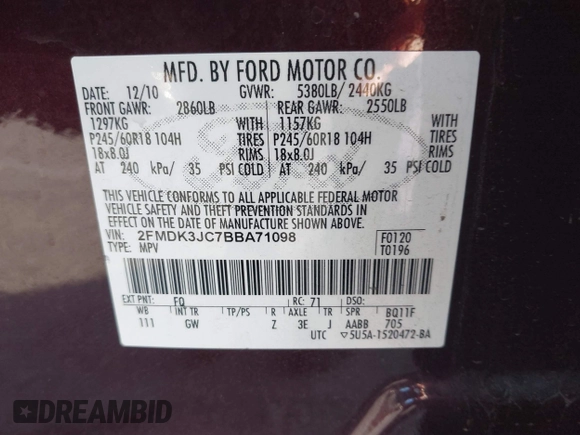 MFD. BY FORD MOTOR CO.
DATE: 12/10 GVWR: 5380LB/ 2440KG
FRONT GAWR: 2860LB REAR GAWR: 2550LB
1297KG WITH 1157KG WITH
P245/60R18 104H TIRES P245/60R18 104H TIRES
18x8.0J RIMS 18x8.0J RIMS
AT 240 kPa/ 35 PSI COLD AT 240 kPa/ 35 PSI COLD
THIS VEHICLE CONFORMS TO ALL APPLICABLE FEDERAL MOTOR
VEHICLE SAFETY AND THEFT PREVENTION STANDARDS IN
EFFECT ON THE DATE OF MANUFACTURE SHOWN ABOVE.
VIN: 2FMDK3JC7BBA71098 F0120
TYPE: MPV T0196
EXT PNT: FQ RC: 71 DSO:
WB INT TR TP/PS R AXLE TR SPR BQ11F
111 GW Z 3E J AABB 705
UTC ▽5U5A-1520472-BA
DREAMBID